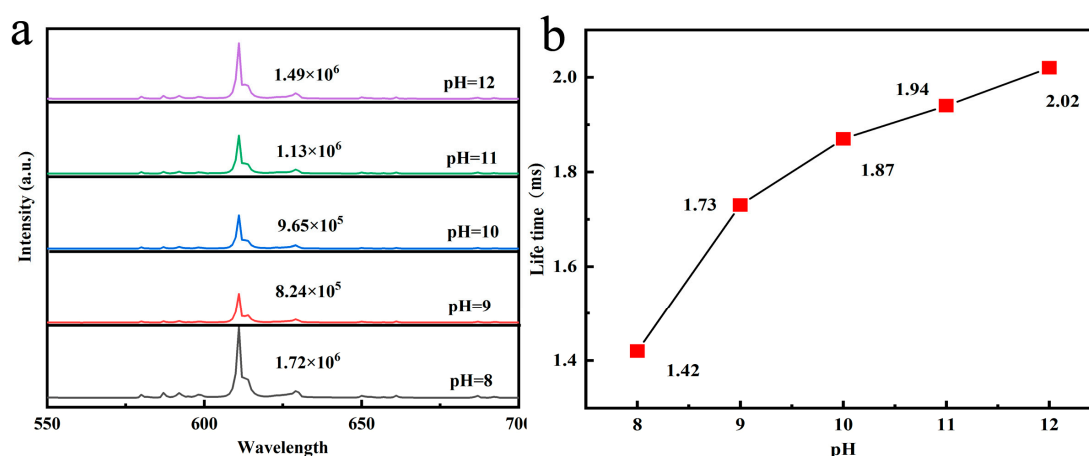 a
Intensity (a.u.)
1.49×10⁶
pH=12
1.13×10⁶
pH=11
9.65×10⁵
pH=10
8.24×10⁵
pH=9
1.72×10⁶
pH=8
550
600
650
700
Wavelength
b
Life time (ms)
2.0
1.8
1.6
1.4
1.42
1.73
1.87
1.94
2.02
8
9
10
11
12
pH